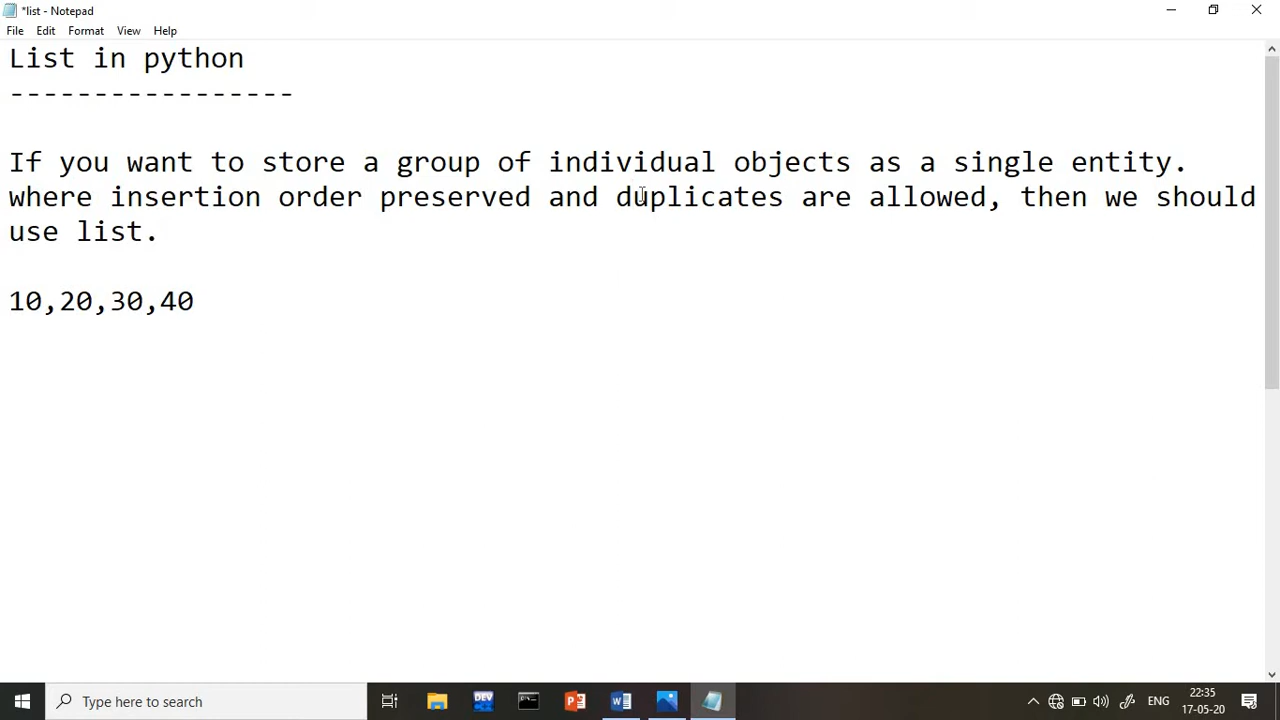 *list - Notepad
File Edit Format View Help
List in python
-----------------
If you want to store a group of individual objects as a single entity.
where insertion order preserved and duplicates are allowed, then we should
use list.
10,20,30,40
Type here to search
DEV
C++
ENG
22:35
17-05-20